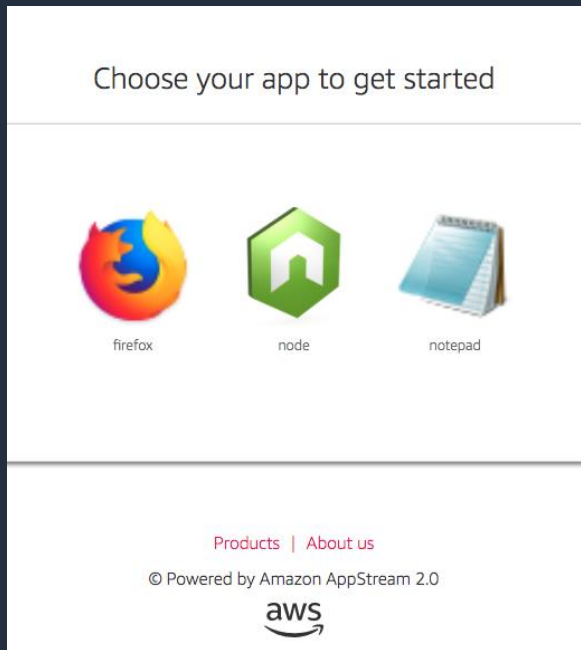 Choose your app to get started
firefox
node
notepad
Products | About us
© Powered by Amazon AppStream 2.0
aws